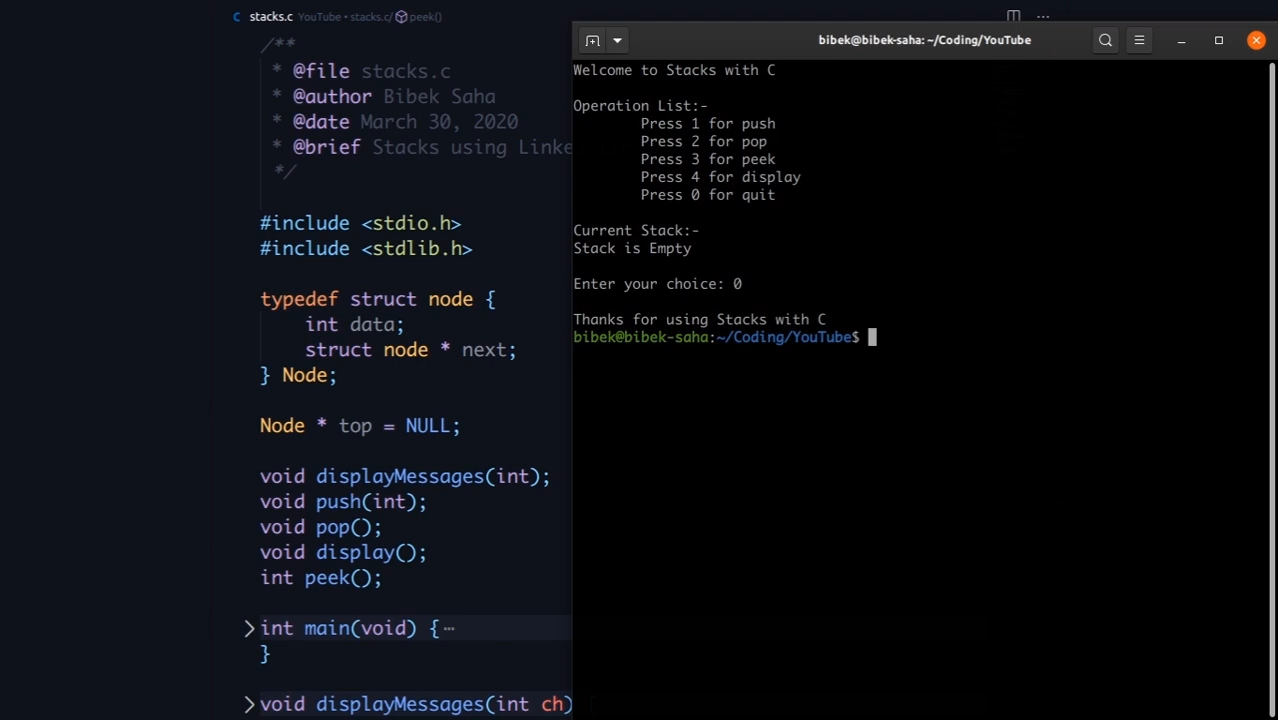 stacks.c YouTube • stacks.c/ peek()
/**
* @file stacks.c
* @author Bibek Saha
* @date March 30, 2020
* @brief Stacks using Linke
*/
#include <stdio.h>
#include <stdlib.h>
typedef struct node {
int data;
struct node * next;
} Node;
Node * top = NULL;
void displayMessages(int);
void push(int);
void pop();
void display();
int peek();
int main(void) { ⋯
}
void displayMessages(int ch)
bibek@bibek-saha: ~/Coding/YouTube
Welcome to Stacks with C
Operation List:-
Press 1 for push
Press 2 for pop
Press 3 for peek
Press 4 for display
Press 0 for quit
Current Stack:-
Stack is Empty
Enter your choice: 0
Thanks for using Stacks with C
bibek@bibek-saha:~/Coding/YouTube$